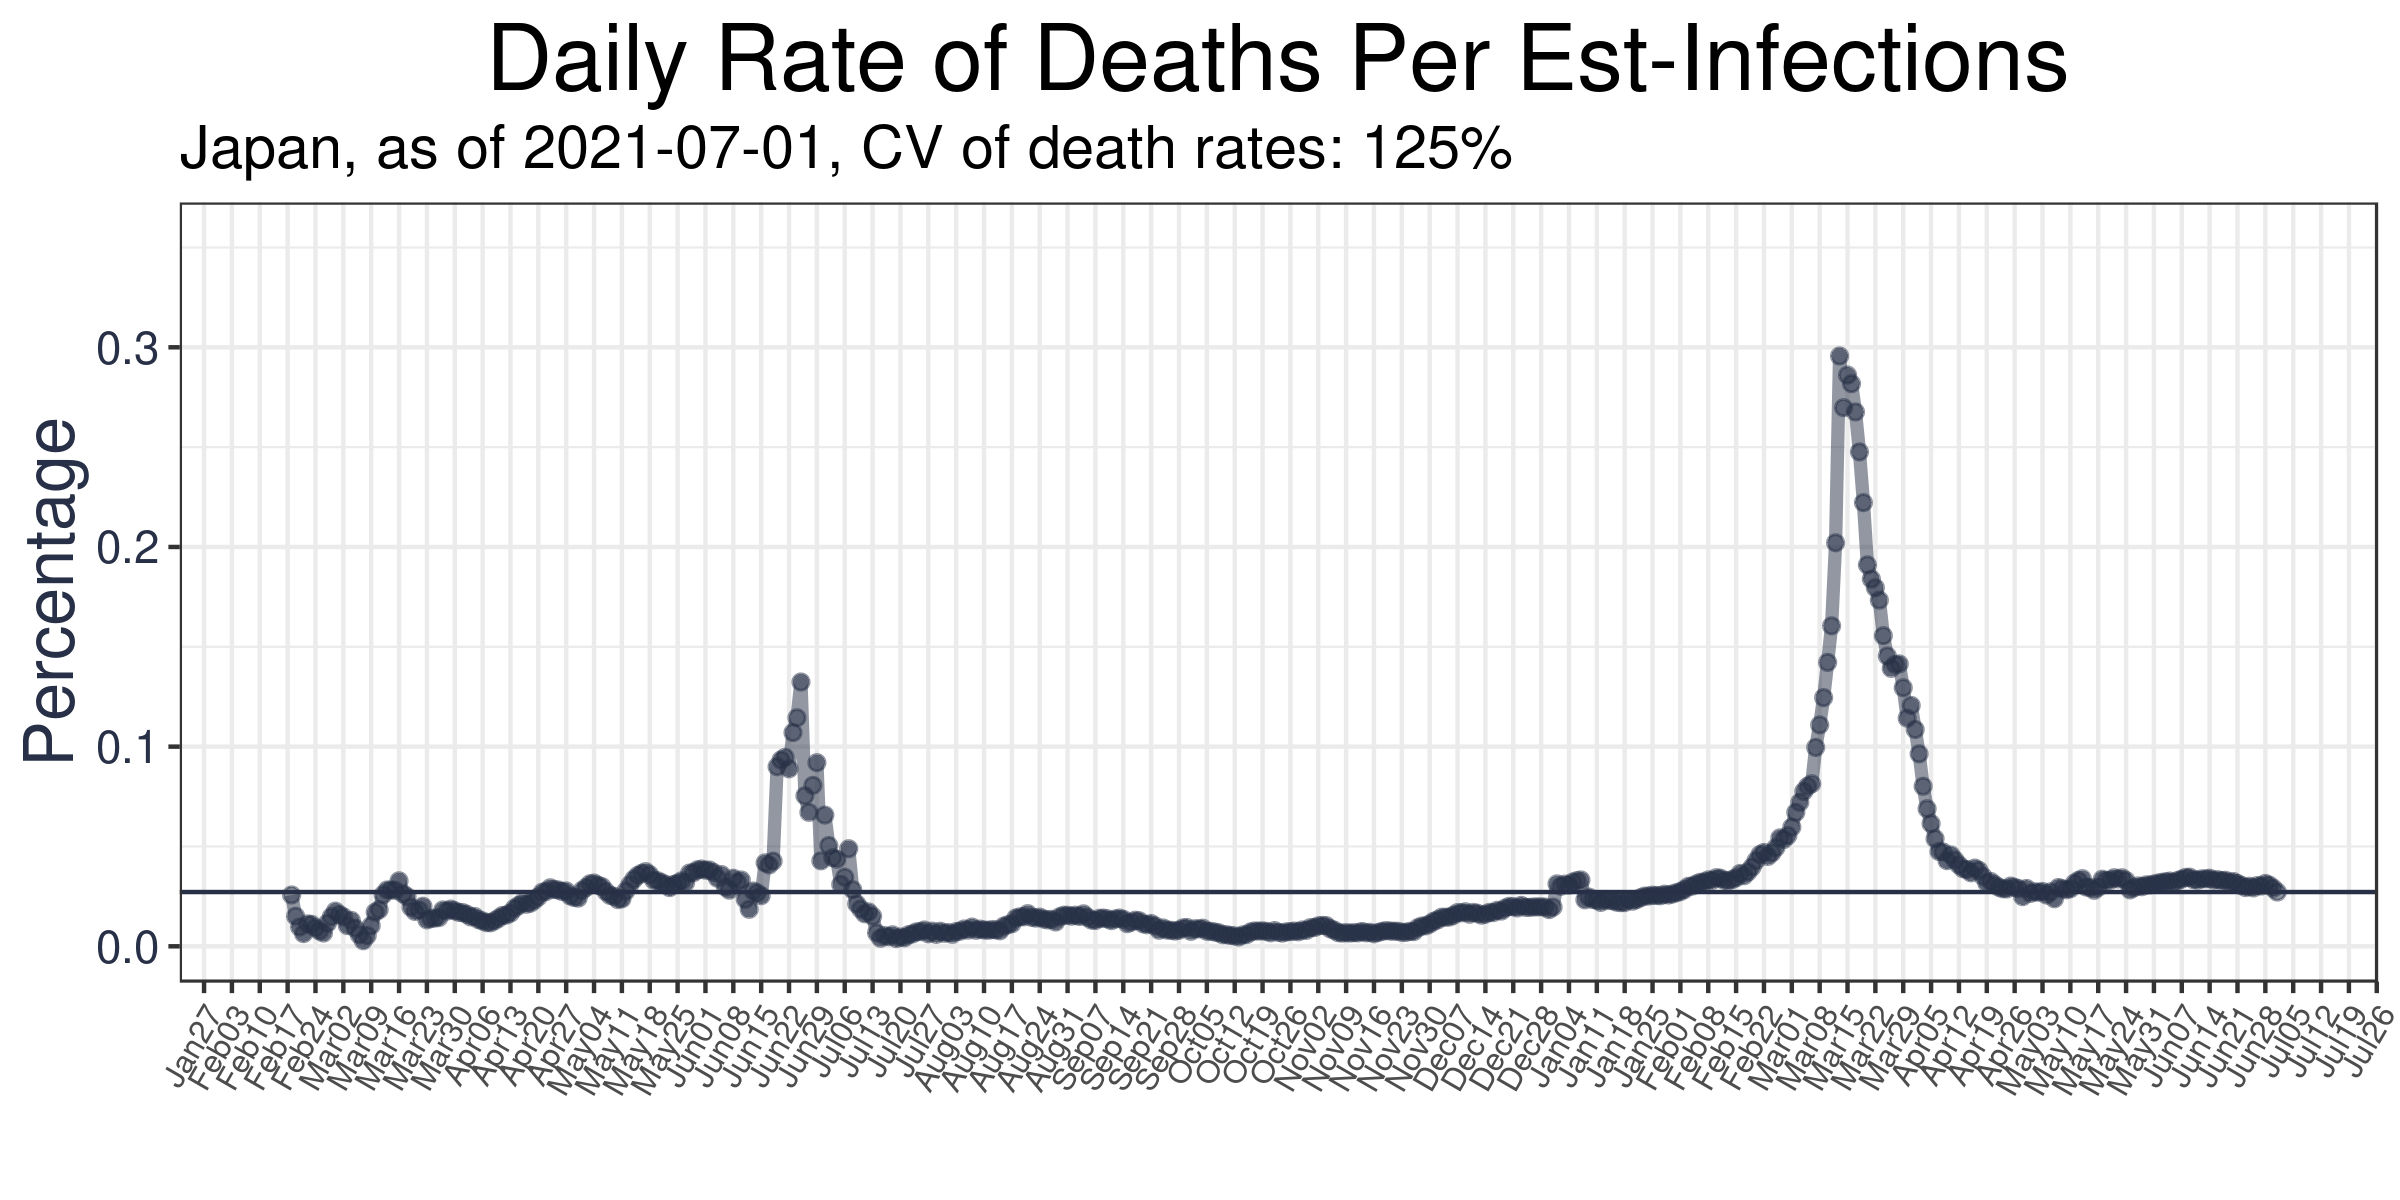 Daily Rate of Deaths Per Est-Infections
Japan, as of 2021-07-01, CV of death rates: 125%
Percentage
0.3
0.2
0.1
0.0
Jan27
Feb03
Feb10
Feb17
Feb24
Mar02
Mar09
Mar16
Mar23
Mar30
Apr06
Apr13
Apr20
Apr27
May04
May11
May18
May25
Jun01
Jun08
Jun15
Jun22
Jun29
Jul06
Jul13
Jul20
Jul27
Aug03
Aug10
Aug17
Aug24
Aug31
Sep07
Sep14
Sep21
Sep28
Oct05
Oct12
Oct19
Oct26
Nov02
Nov09
Nov16
Nov23
Nov30
Dec07
Dec14
Dec21
Dec28
Jan04
Jan11
Jan18
Jan25
Feb01
Feb08
Feb15
Feb22
Mar01
Mar08
Mar15
Mar22
Mar29
Apr05
Apr12
Apr19
Apr26
May03
May10
May17
May24
May31
Jun07
Jun14
Jun21
Jun28
Jul05
Jul12
Jul19
Jul26